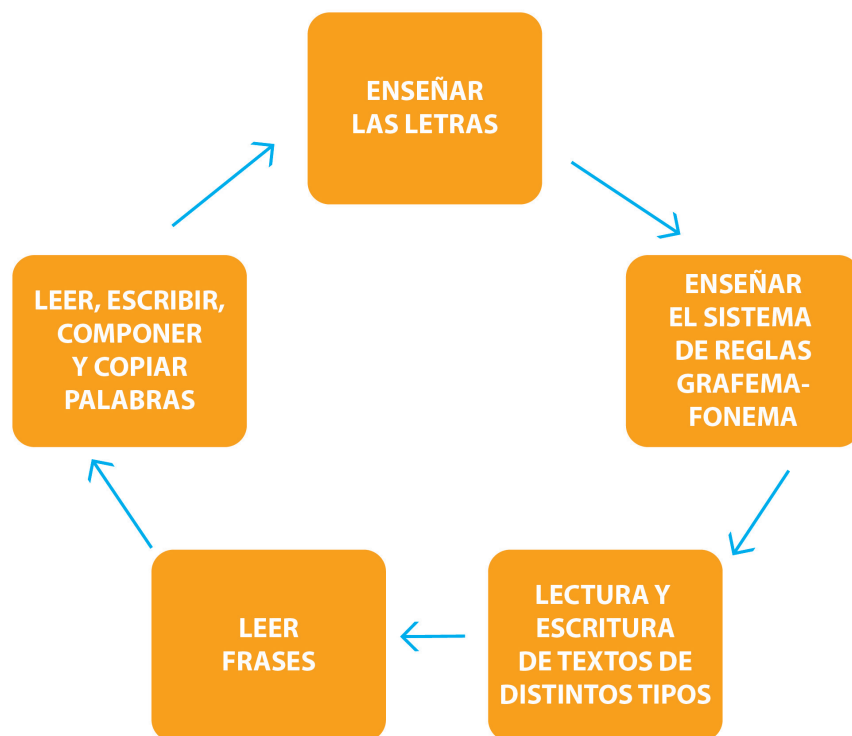 ENSEÑAR
LAS LETRAS
ENSEÑAR
EL SISTEMA
DE REGLAS
GRAFEMA-
FONEMA
LECTURA Y
ESCRITURA
DE TEXTOS DE
DISTINTOS TIPOS
LEER
FRASES
LEER, ESCRIBIR,
COMPONER
Y COPIAR
PALABRAS